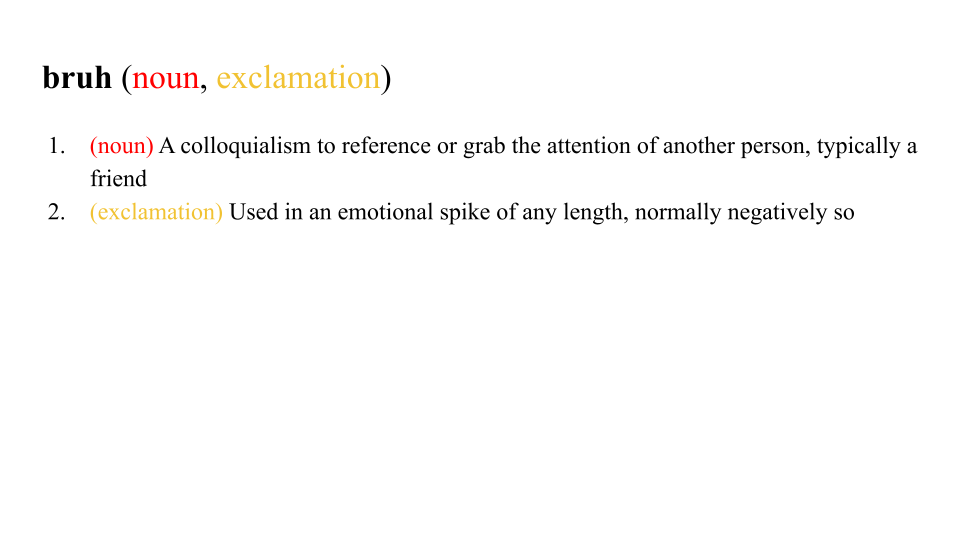 bruh (noun, exclamation)
1. (noun) A colloquialism to reference or grab the attention of another person, typically a
friend
2. (exclamation) Used in an emotional spike of any length, normally negatively so